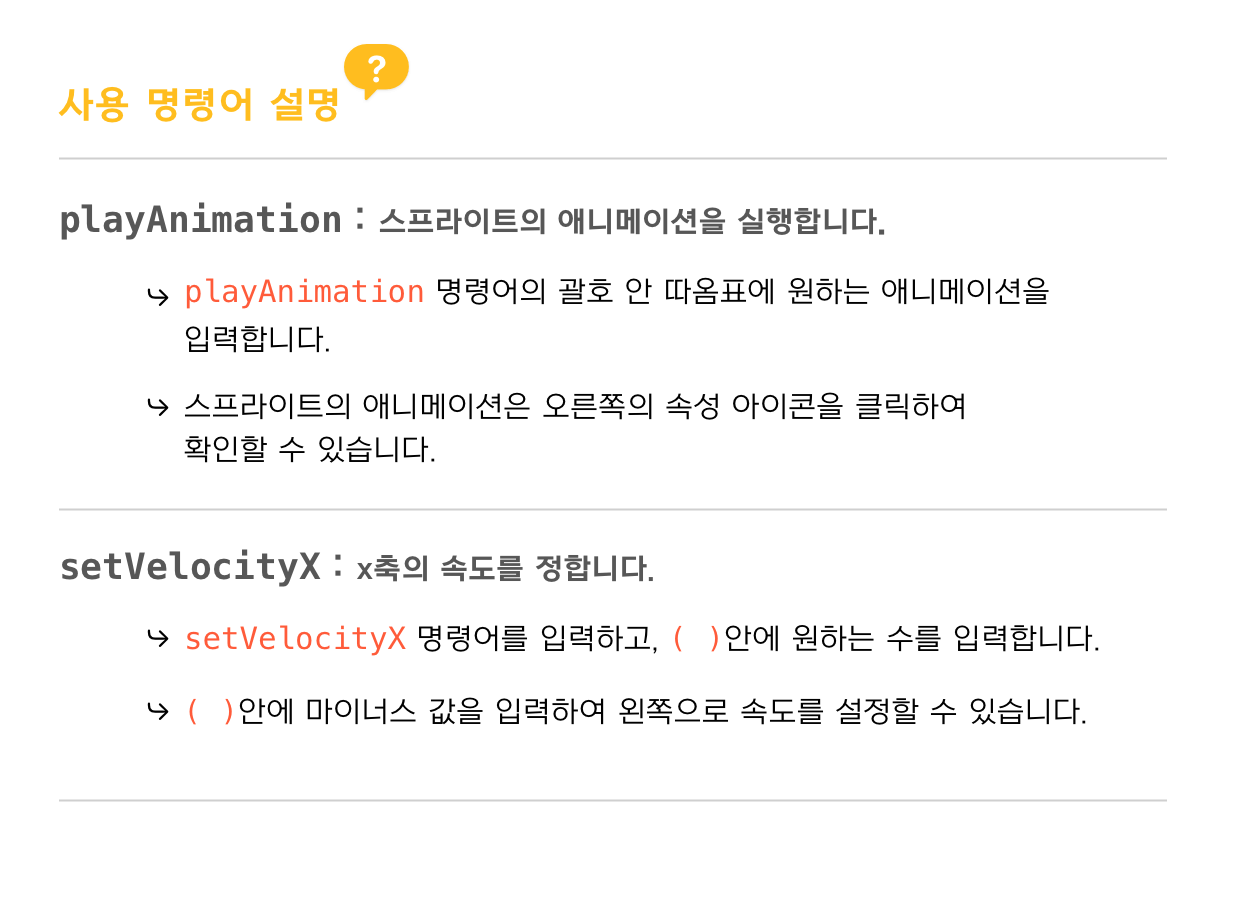 사용 명령어 설명 ?
playAnimation : 스프라이트의 애니메이션을 실행합니다.
↪ playAnimation 명령어의 괄호 안 따옴표에 원하는 애니메이션을
입력합니다.
↪ 스프라이트의 애니메이션은 오른쪽의 속성 아이콘을 클릭하여
확인할 수 있습니다.
setVelocityX : x축의 속도를 정합니다.
↪ setVelocityX 명령어를 입력하고, ( )안에 원하는 수를 입력합니다.
↪ ( )안에 마이너스 값을 입력하여 왼쪽으로 속도를 설정할 수 있습니다.